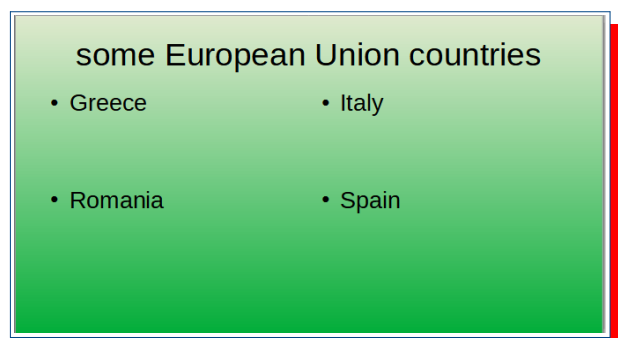 some European Union countries
• Greece
• Italy
• Romania
• Spain